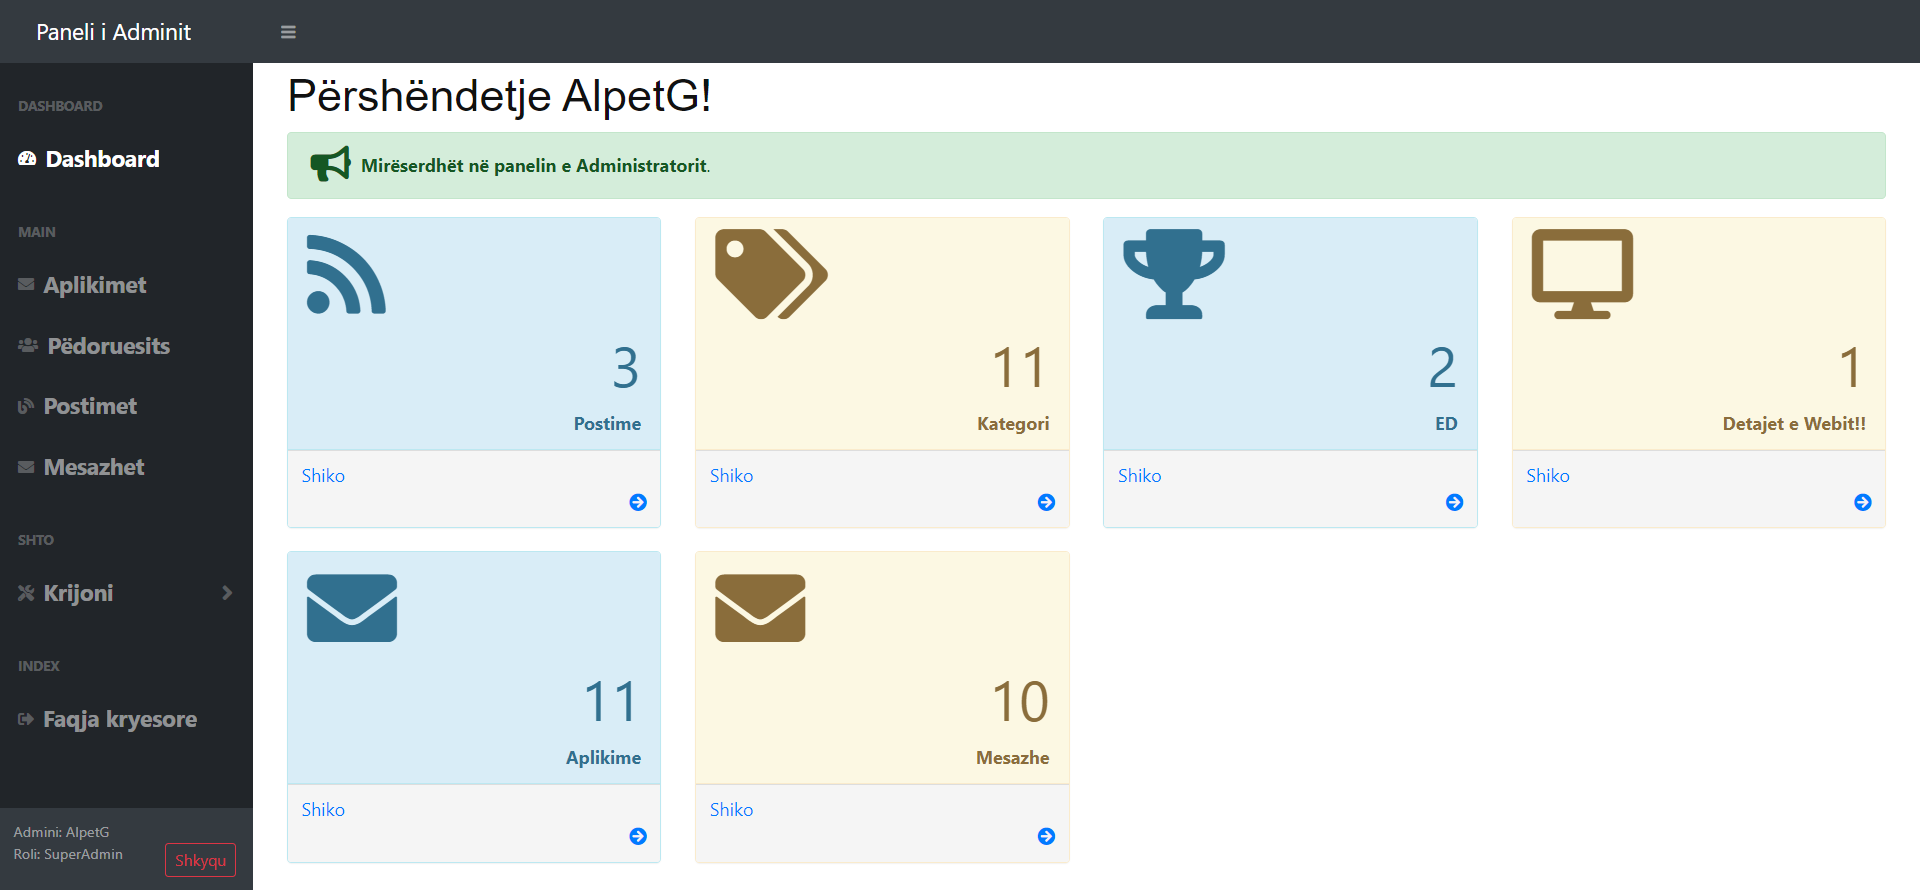 Paneli i Adminit
DASHBOARD
Dashboard
MAIN
Aplikimet
Pëdoruesits
Postimet
Mesazhet
SHTO
Krijoni
INDEX
Faqja kryesore
Admini: AlpetG
Roli: SuperAdmin
Shkyqu
Përshëndetje AlpetG!
Mirëserdhët në panelin e Administratorit.
3
Postime
Shiko
11
Kategori
Shiko
2
ED
Shiko
1
Detajet e Webit!!
Shiko
11
Aplikime
Shiko
10
Mesazhe
Shiko